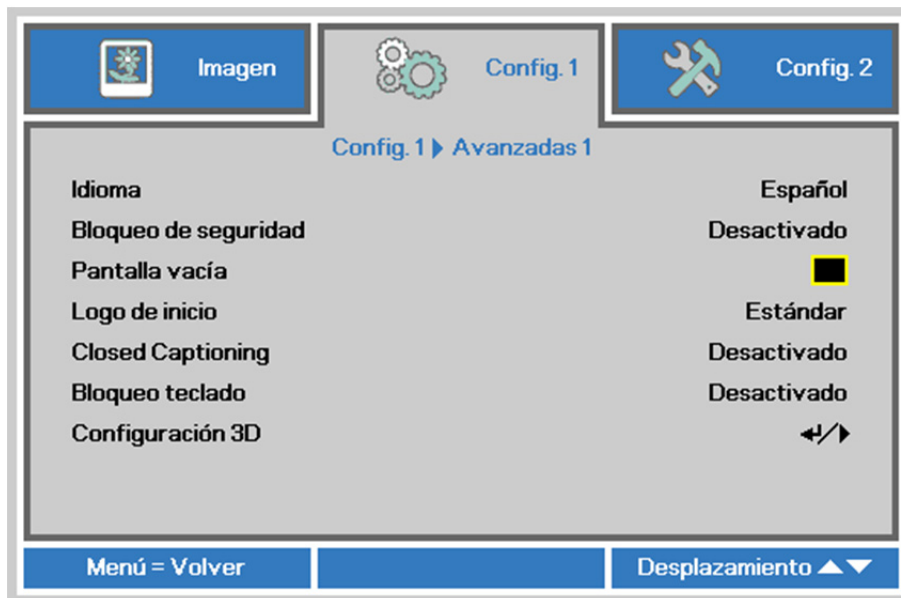 Imagen Config. 1 Config. 2
Config. 1 Avanzadas 1
Idioma Español
Bloqueo de seguridad Desactivado
Pantalla vacía
Logo de inicio Estándar
Closed Captioning Desactivado
Bloqueo teclado Desactivado
Configuración 3D
Menú = Volver Desplazamiento